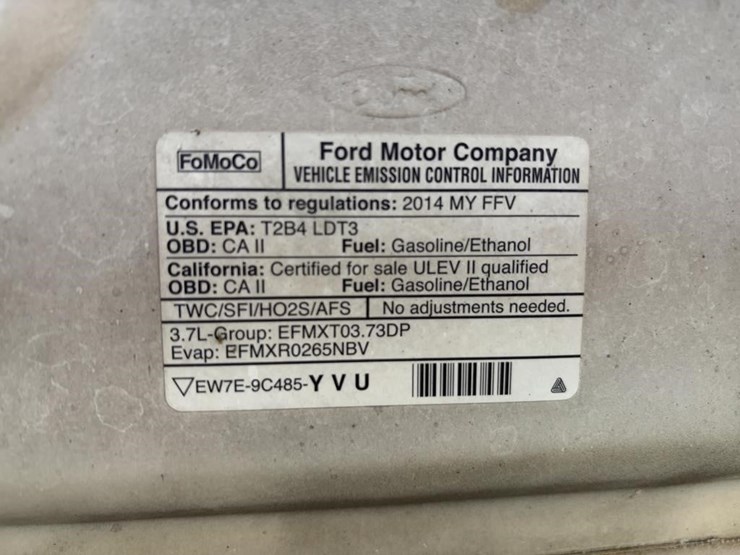 FoMoCo
Ford Motor Company
VEHICLE EMISSION CONTROL INFORMATION
Conforms to regulations: 2014 MY FFV
U.S. EPA: T2B4 LDT3
OBD: CA II Fuel: Gasoline/Ethanol
California: Certified for sale ULEV II qualified
OBD: CA II Fuel: Gasoline/Ethanol
TWC/SFI/HO2S/AFS No adjustments needed.
3.7L-Group: EFMXT03.73DP
Evap: EFMXR0265NBV
▽EW7E-9C485-Y V U